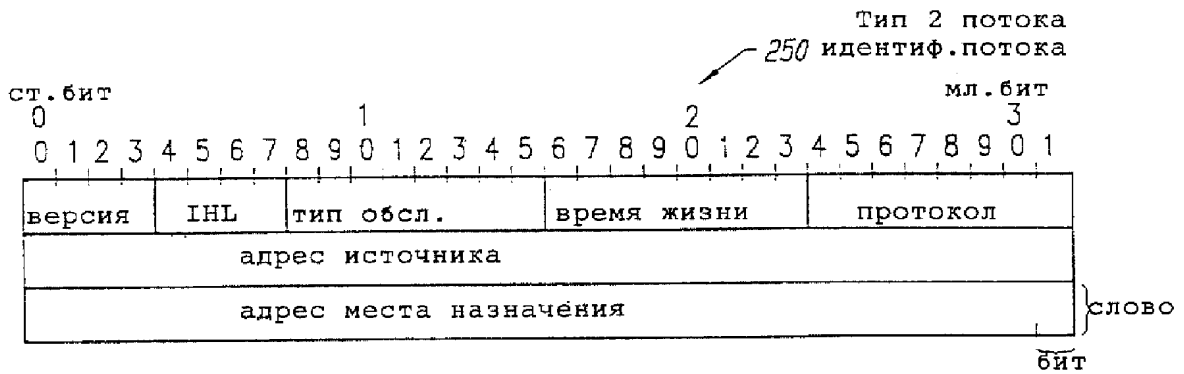 Тип 2 потока
250 идентиф.потока
ст.бит мл.бит
0 1 2 3
0 1 2 3 4 5 6 7 8 9 0 1 2 3 4 5 6 7 8 9 0 1 2 3 4 5 6 7 8 9 0 1
версия IHL тип обсл. время жизни протокол
адрес источника
адрес места назначения
слово
бит